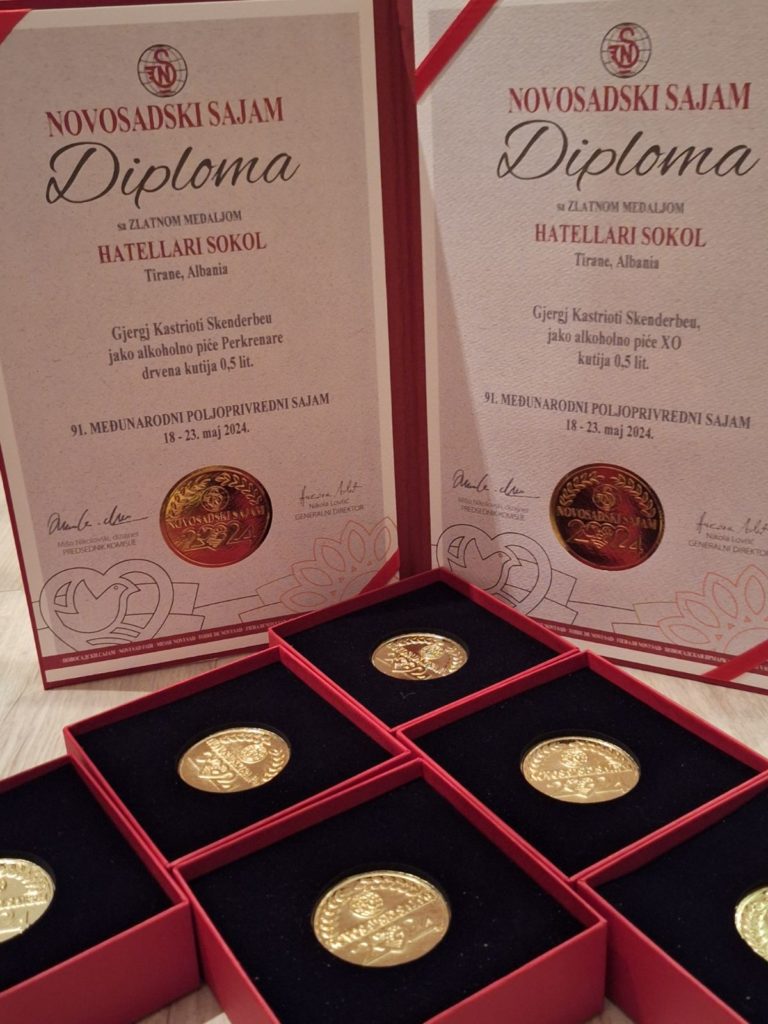 NOVOSADSKI SAJAM
Diploma
sa ZLATNOM MEDALJOM
HATELLARI SOKOL
Tirane, Albania
Gjergj Kastrioti Skenderbeu
jako alkoholno piće Perkrenare
drvena kutija 0,5 lit.
91. MEĐUNARODNI POLJOPRIVREDNI SAJAM
18 - 23. maj 2024.
NOVOSADSKI SAJAM
2024
PREDSEDNIK KOMISIJE
Nikola Lovrić
GENERALNI DIREKTOR
NOVOSADSKI SAJAM
Diploma
sa ZLATNOM MEDALJOM
HATELLARI SOKOL
Tirane, Albania
Gjergj Kastrioti Skenderbeu,
jako alkoholno piće XO
kutija 0,5 lit.
91. MEĐUNARODNI POLJOPRIVREDNI SAJAM
18 - 23. maj 2024.
NOVOSADSKI SAJAM
2024
PREDSEDNIK KOMISIJE
Nikola Lovrić
GENERALNI DIREKTOR